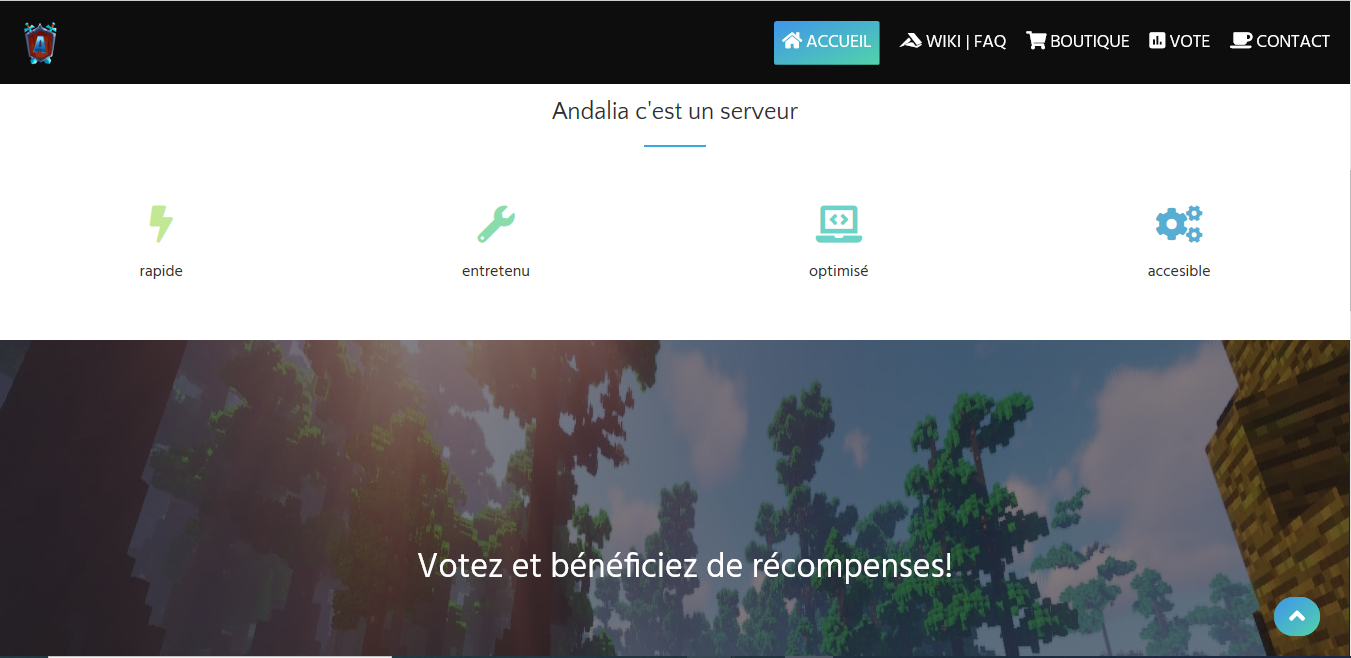 A
ACCUEIL WIKI | FAQ BOUTIQUE VOTE CONTACT
Andalia c'est un serveur
rapide entretenu optimisé accesible
Votez et bénéficiez de récompenses!